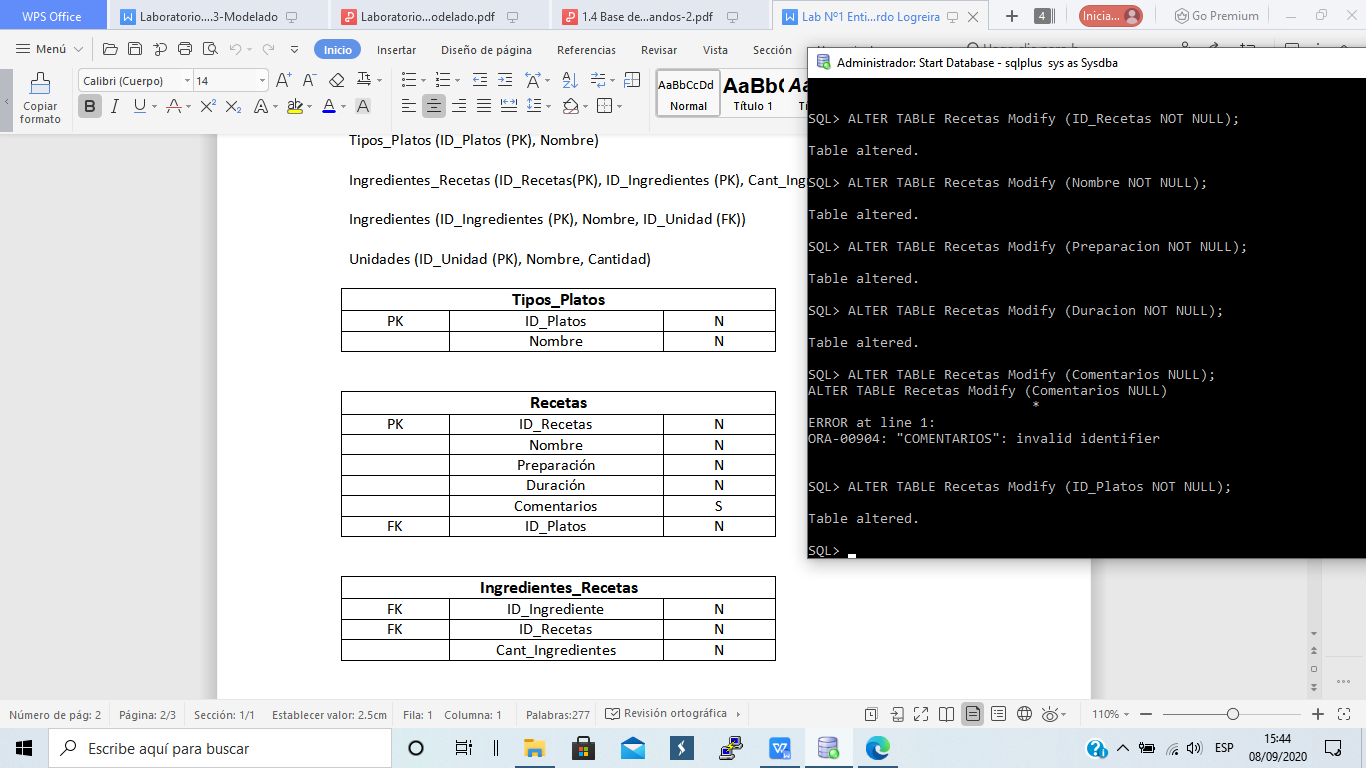 WPS Office
Laboratorio....3-Modelado
Laboratorio...odelado.pdf
1.4 Base de...andos-2.pdf
Lab Nº1 Enti...rdo Logreira
4
Inicia...
Go Premium
Menú
Inicio
Insertar
Diseño de página
Referencias
Revisar
Vista
Sección
Copiar
formato
Calibri (Cuerpo)
14
AaBbCcDd
Normal
AaBbC
Título 1
Tipos_Platos (ID_Platos (PK), Nombre)
Ingredientes_Recetas (ID_Recetas(PK), ID_Ingredientes (PK), Cant_Ing
Ingredientes (ID_Ingredientes (PK), Nombre, ID_Unidad (FK))
Unidades (ID_Unidad (PK), Nombre, Cantidad)
Tipos_Platos
PK ID_Platos N
Nombre N
Recetas
PK ID_Recetas N
Nombre N
Preparación N
Duración N
Comentarios S
FK ID_Platos N
Ingredientes_Recetas
FK ID_Ingrediente N
FK ID_Recetas N
Cant_Ingredientes N
Administrador: Start Database - sqlplus sys as Sysdba
SQL> ALTER TABLE Recetas Modify (ID_Recetas NOT NULL);
Table altered.
SQL> ALTER TABLE Recetas Modify (Nombre NOT NULL);
Table altered.
SQL> ALTER TABLE Recetas Modify (Preparacion NOT NULL);
Table altered.
SQL> ALTER TABLE Recetas Modify (Duracion NOT NULL);
Table altered.
SQL> ALTER TABLE Recetas Modify (Comentarios NULL);
ALTER TABLE Recetas Modify (Comentarios NULL)
*
ERROR at line 1:
ORA-00904: "COMENTARIOS": invalid identifier
SQL> ALTER TABLE Recetas Modify (ID_Platos NOT NULL);
Table altered.
SQL>
Número de pág: 2
Página: 2/3
Sección: 1/1
Establecer valor: 2.5cm
Fila: 1
Columna: 1
Palabras:277
Revisión ortográfica
110%
Escribe aquí para buscar
ESP
15:44
08/09/2020